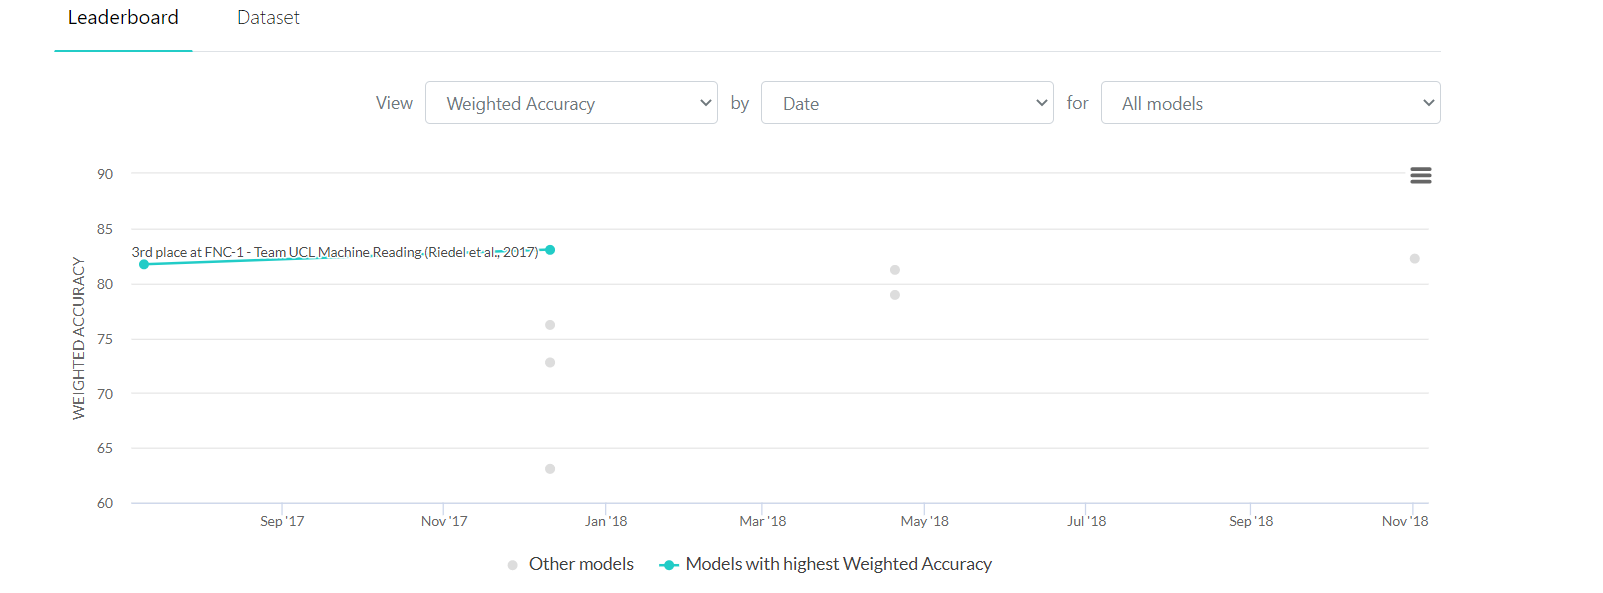 Leaderboard Dataset
View Weighted Accuracy by Date for All models
90
85
3rd place at FNC-1 - Team UCL Machine Reading (Riedel et al., 2017)
80
75
70
65
60
WEIGHTED ACCURACY
Sep '17 Nov '17 Jan '18 Mar '18 May '18 Jul '18 Sep '18 Nov '18
Other models Models with highest Weighted Accuracy